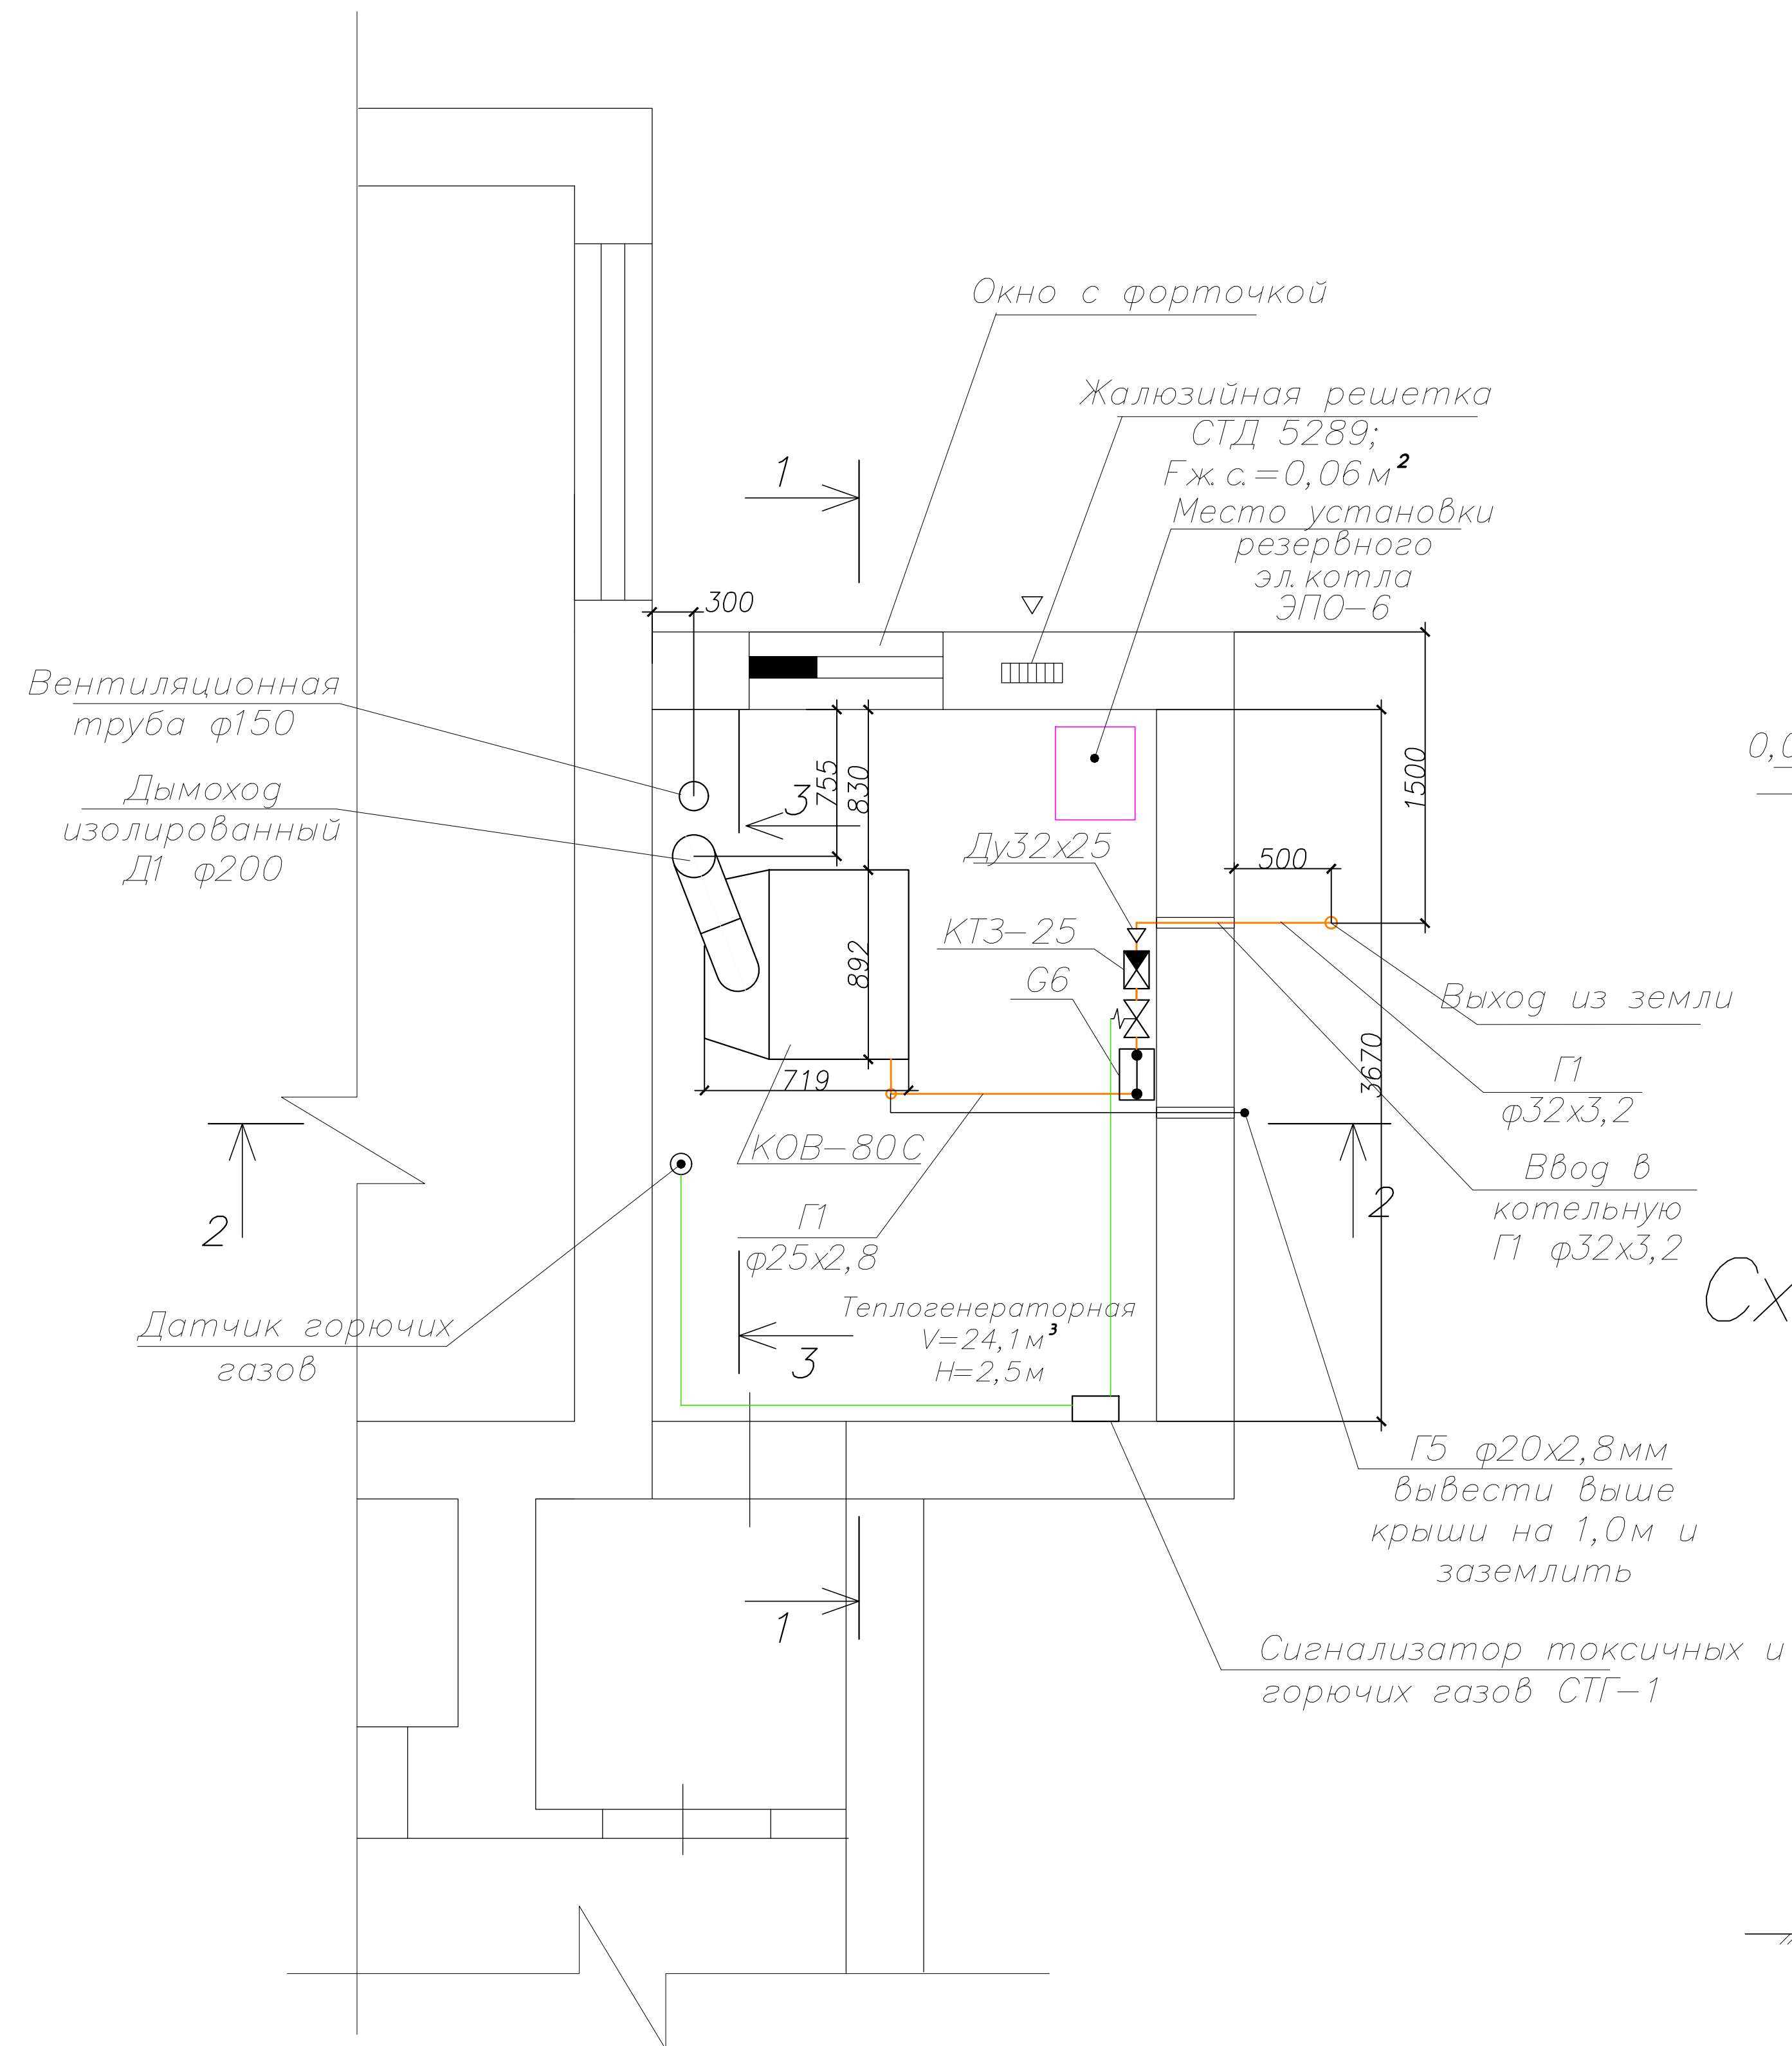 Окно с форточкой
Жалюзийная решетка
СТД 5289;
Fж.с.=0,06м²
Место установки
резервного
эл.котла
ЭПО-6
1
300
Вентиляционная
труба ф150
Дымоход
изолированный
Д1 ф200
755
830
3
1500
0,0
Ду32х25
500
КТЗ-25
G6
892
Выход из земли
719
3670
Г1
ф32х3,2
КОВ-80С
Ввод в
котельную
Г1 ф32х3,2
2
2
Г1
ф25х2,8
Сх
Датчик горючих
газов
Теплогенераторная
V=24,1м³
Н=2,5м
3
Г5 ф20х2,8мм
вывести выше
крыши на 1,0м и
заземлить
1
Сигнализатор токсичных и
горючих газов СТГ-1